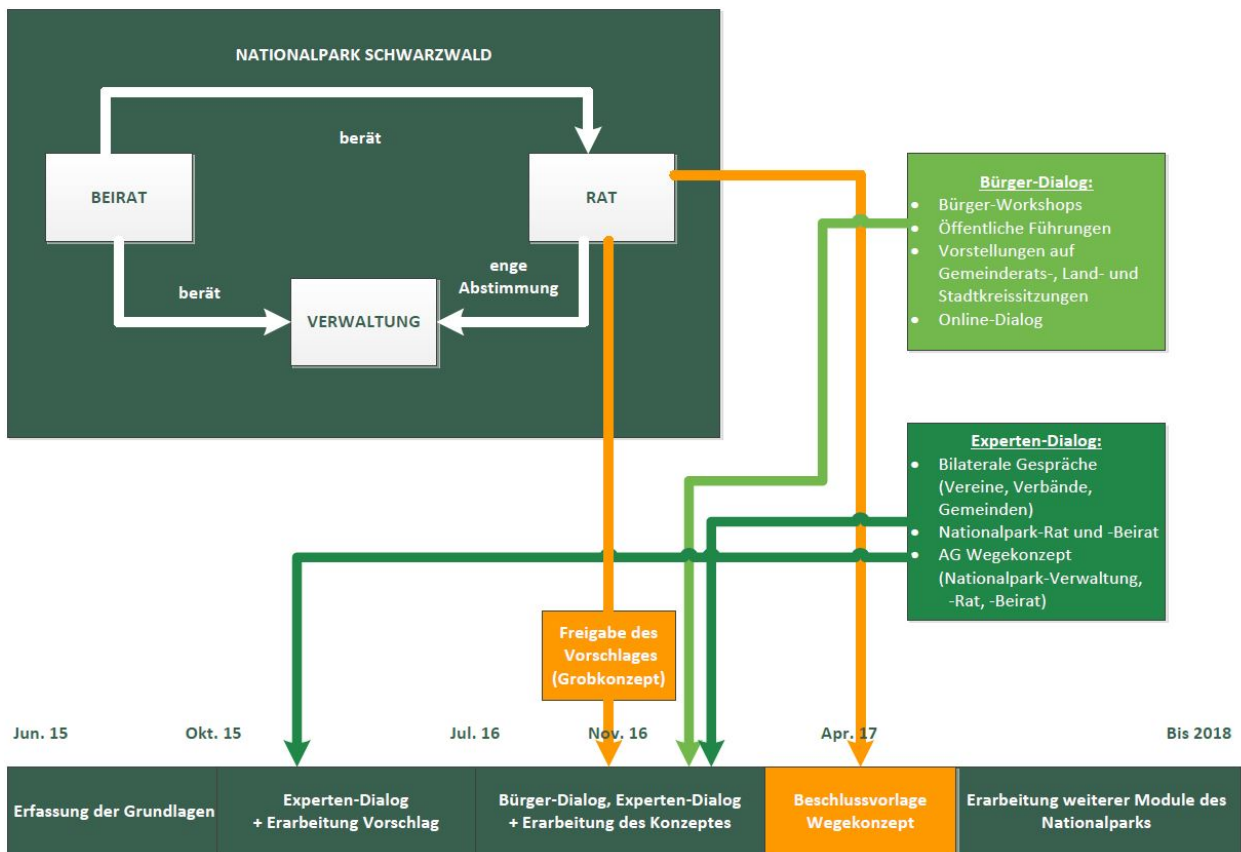 NATIONALPARK SCHWARZWALD
berät
BEIRAT
RAT
enge
Abstimmung
berät
VERWALTUNG
Bürger-Dialog:
• Bürger-Workshops
• Öffentliche Führungen
• Vorstellungen auf
Gemeinderats-, Land- und
Stadtkreissitzungen
• Online-Dialog
Experten-Dialog:
• Bilaterale Gespräche
(Vereine, Verbände,
Gemeinden)
• Nationalpark-Rat und -Beirat
• AG Wegekonzept
(Nationalpark-Verwaltung,
-Rat, -Beirat)
Freigabe des
Vorschlages
(Grobkonzept)
Jun. 15
Okt. 15
Jul. 16
Nov. 16
Apr. 17
Bis 2018
Erfassung der Grundlagen
Experten-Dialog
+ Erarbeitung Vorschlag
Bürger-Dialog, Experten-Dialog
+ Erarbeitung des Konzeptes
Beschlussvorlage
Wegekonzept
Erarbeitung weiterer Module des
Nationalparks